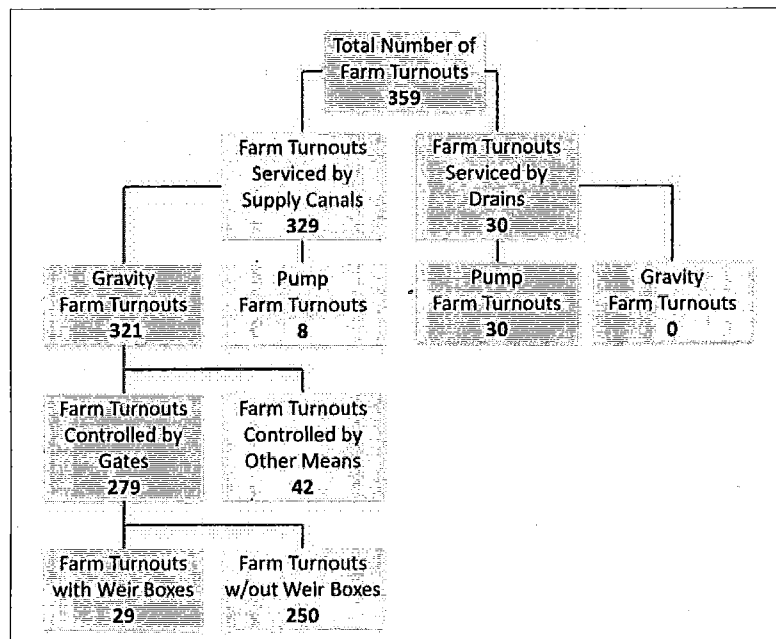 Total Number of
Farm Turnouts
359
Farm Turnouts
Serviced by
Supply Canals
329
Farm Turnouts
Serviced by
Drains
30
Gravity
Farm Turnouts
321
Pump
Farm Turnouts
8
Pump
Farm Turnouts
30
Gravity
Farm Turnouts
0
Farm Turnouts
Controlled by
Gates
279
Farm Turnouts
Controlled by
Other Means
42
Farm Turnouts
with Weir Boxes
29
Farm Turnouts
w/out Weir Boxes
250